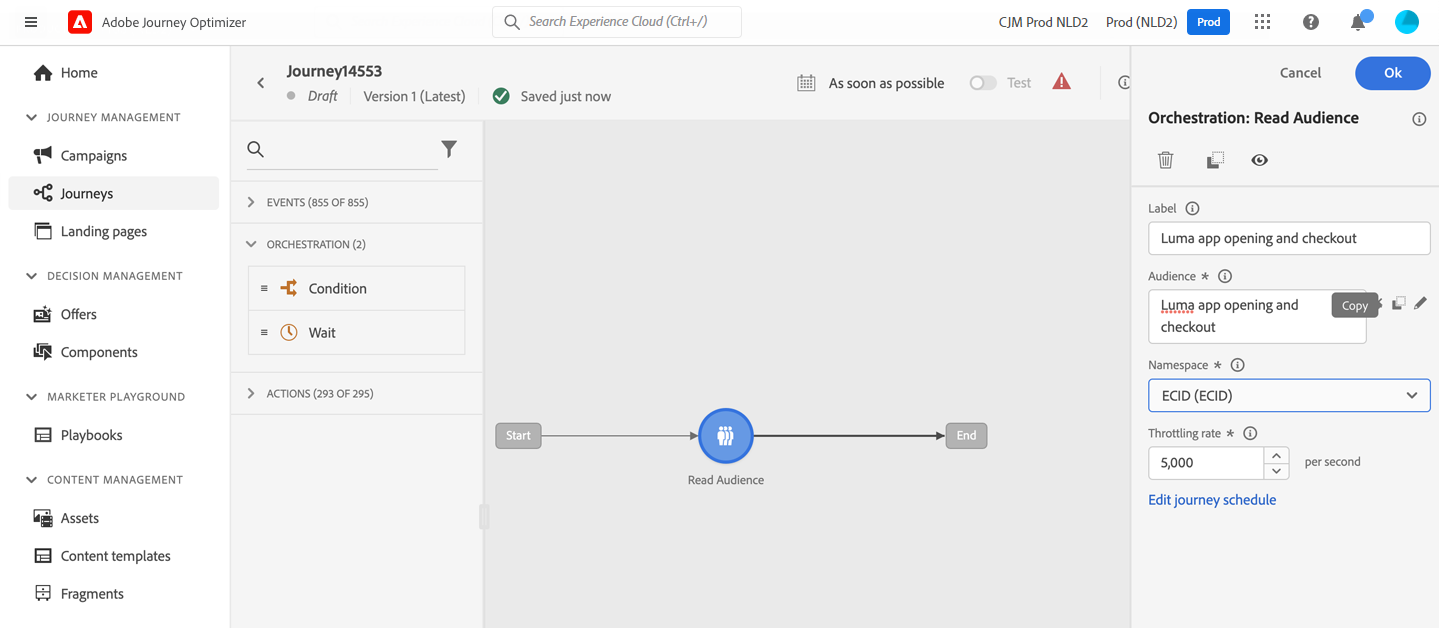 Adobe Journey Optimizer
Search Experience Cloud (Ctrl+/)
CJM Prod NLD2
Prod (NLD2)
Prod
Home
JOURNEY MANAGEMENT
Campaigns
Journeys
Landing pages
DECISION MANAGEMENT
Offers
Components
MARKETER PLAYGROUND
Playbooks
CONTENT MANAGEMENT
Assets
Content templates
Fragments
Journey14553
Draft
Version 1 (Latest)
Saved just now
As soon as possible
Test
EVENTS (855 OF 855)
ORCHESTRATION (2)
Condition
Wait
ACTIONS (293 OF 295)
Start
Read Audience
End
Cancel
Ok
Orchestration: Read Audience
Label
Luma app opening and checkout
Audience *
Luma app opening and
checkout
Copy
Namespace *
ECID (ECID)
Throttling rate *
5,000
per second
Edit journey schedule